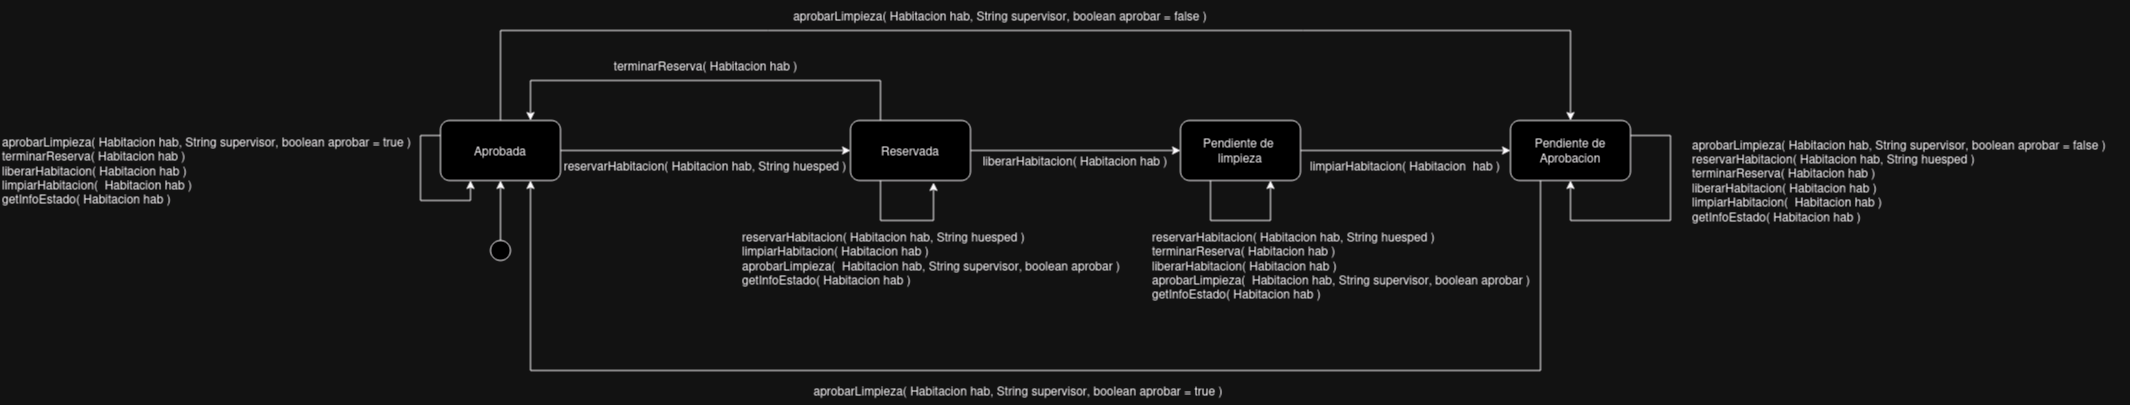 aprobarLimpieza( Habitacion hab, String supervisor, boolean aprobar = false )
terminarReserva( Habitacion hab )
aprobarLimpieza( Habitacion hab, String supervisor, boolean aprobar = true )
terminarReserva( Habitacion hab )
liberarHabitacion( Habitacion hab )
limpiarHabitacion(  Habitacion hab )
getInfoEstado( Habitacion hab )
Aprobada
reservarHabitacion( Habitacion hab, String huesped )
Reservada
liberarHabitacion( Habitacion hab )
Pendiente de
limpieza
limpiarHabitacion( Habitacion  hab )
Pendiente de
Aprobacion
aprobarLimpieza( Habitacion hab, String supervisor, boolean aprobar = false )
reservarHabitacion( Habitacion hab, String huesped )
terminarReserva( Habitacion hab )
liberarHabitacion( Habitacion hab )
limpiarHabitacion(  Habitacion hab )
getInfoEstado( Habitacion hab )
reservarHabitacion( Habitacion hab, String huesped )
limpiarHabitacion( Habitacion hab )
aprobarLimpieza(  Habitacion hab, String supervisor, boolean aprobar )
getInfoEstado( Habitacion hab )
reservarHabitacion( Habitacion hab, String huesped )
terminarReserva( Habitacion hab )
liberarHabitacion( Habitacion hab )
aprobarLimpieza(  Habitacion hab, String supervisor, boolean aprobar )
getInfoEstado( Habitacion hab )
aprobarLimpieza( Habitacion hab, String supervisor, boolean aprobar = true )